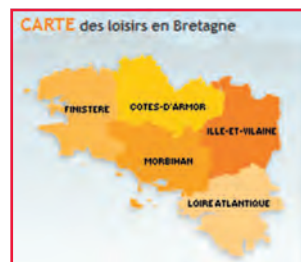 CARTE des loisirs en Bretagne
FINISTERE
COTES-D'ARMOR
ILLE-ET-VILAINE
MORBIHAN
LOIRE ATLANTIQUE